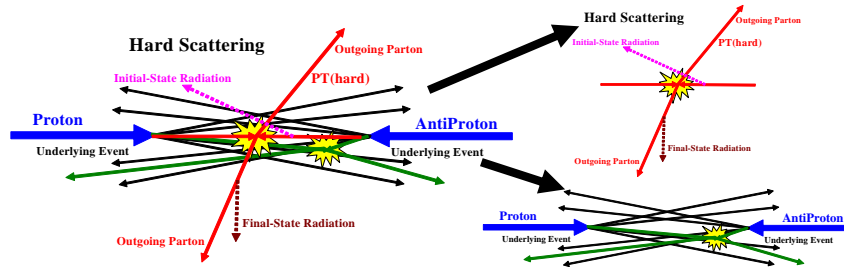 Hard Scattering
Outgoing Parton
Initial-State Radiation
PT(hard)
Proton
AntiProton
Underlying Event
Underlying Event
Final-State Radiation
Outgoing Parton
Hard Scattering
Outgoing Parton
Initial-State Radiation
PT(hard)
Final-State Radiation
Outgoing Parton
Proton
AntiProton
Underlying Event
Underlying Event